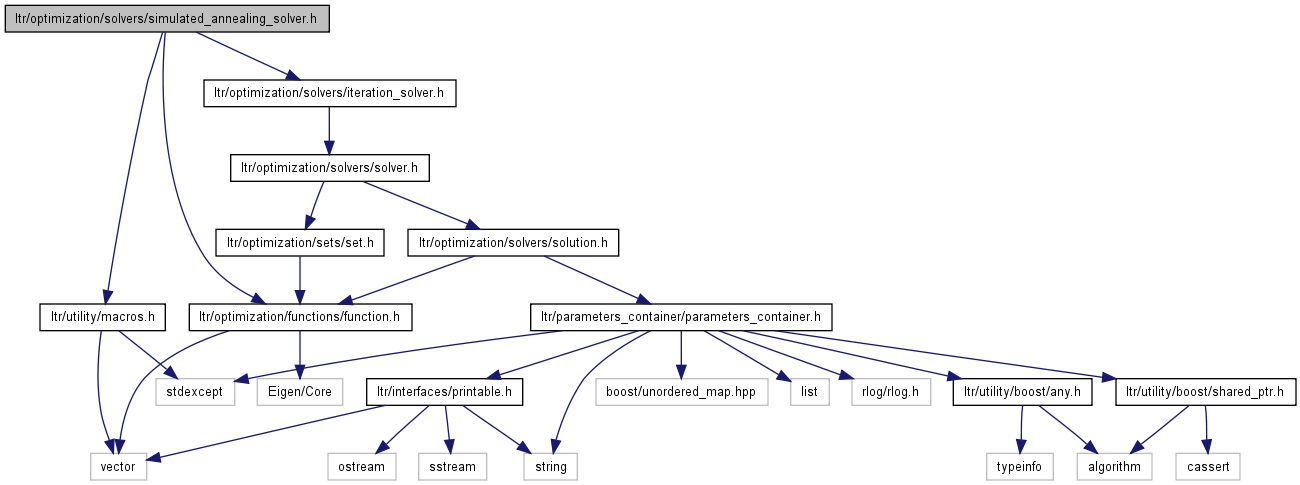 ltr/optimization/solvers/simulated_annealing_solver.h
ltr/optimization/solvers/iteration_solver.h
ltr/optimization/solvers/solver.h
ltr/optimization/sets/set.h
ltr/optimization/solvers/solution.h
ltr/utility/macros.h
ltr/optimization/functions/function.h
ltr/parameters_container/parameters_container.h
stdexcept
Eigen/Core
ltr/interfaces/printable.h
boost/unordered_map.hpp
list
rlog/rlog.h
ltr/utility/boost/any.h
ltr/utility/boost/shared_ptr.h
vector
ostream
sstream
string
typeinfo
algorithm
cassert